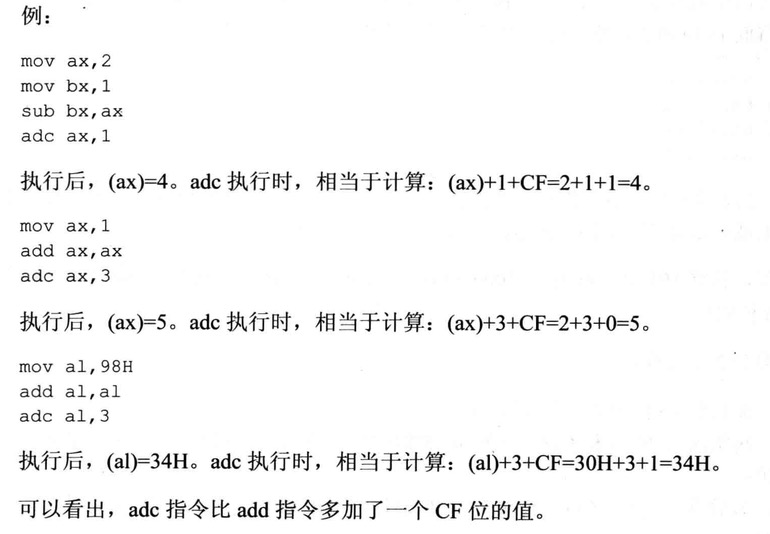 例：
mov ax,2
mov bx,1
sub bx,ax
adc ax,1
执行后，(ax)=4。adc 执行时，相当于计算：(ax)+1+CF=2+1+1=4。
mov ax,1
add ax,ax
adc ax,3
执行后，(ax)=5。adc 执行时，相当于计算：(ax)+3+CF=2+3+0=5。
mov al,98H
add al,al
adc al,3
执行后，(al)=34H。adc 执行时，相当于计算：(al)+3+CF=30H+3+1=34H。
可以看出，adc 指令比 add 指令多加了一个 CF 位的值。